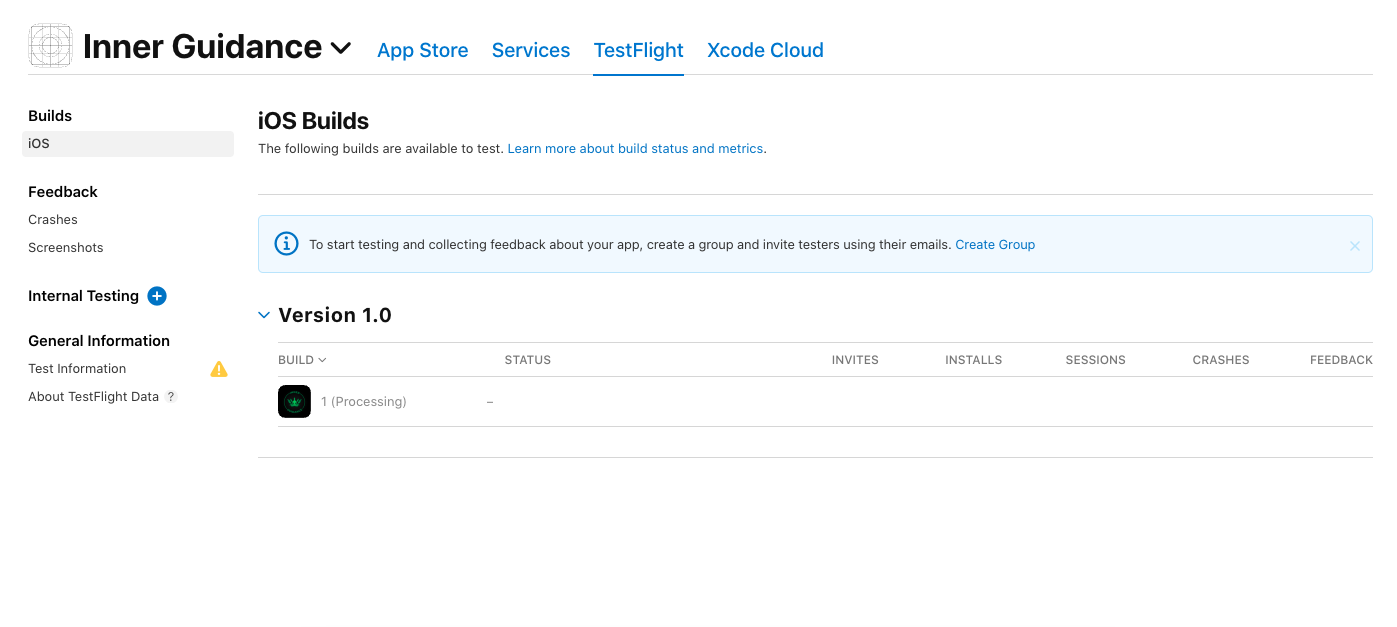 Inner Guidance
App Store Services TestFlight Xcode Cloud
Builds
iOS
Feedback
Crashes
Screenshots
Internal Testing
General Information
Test Information
About TestFlight Data ?
iOS Builds
The following builds are available to test. Learn more about build status and metrics.
To start testing and collecting feedback about your app, create a group and invite testers using their emails. Create Group
Version 1.0
BUILD STATUS INVITES INSTALLS SESSIONS CRASHES FEEDBACK
1 (Processing) –